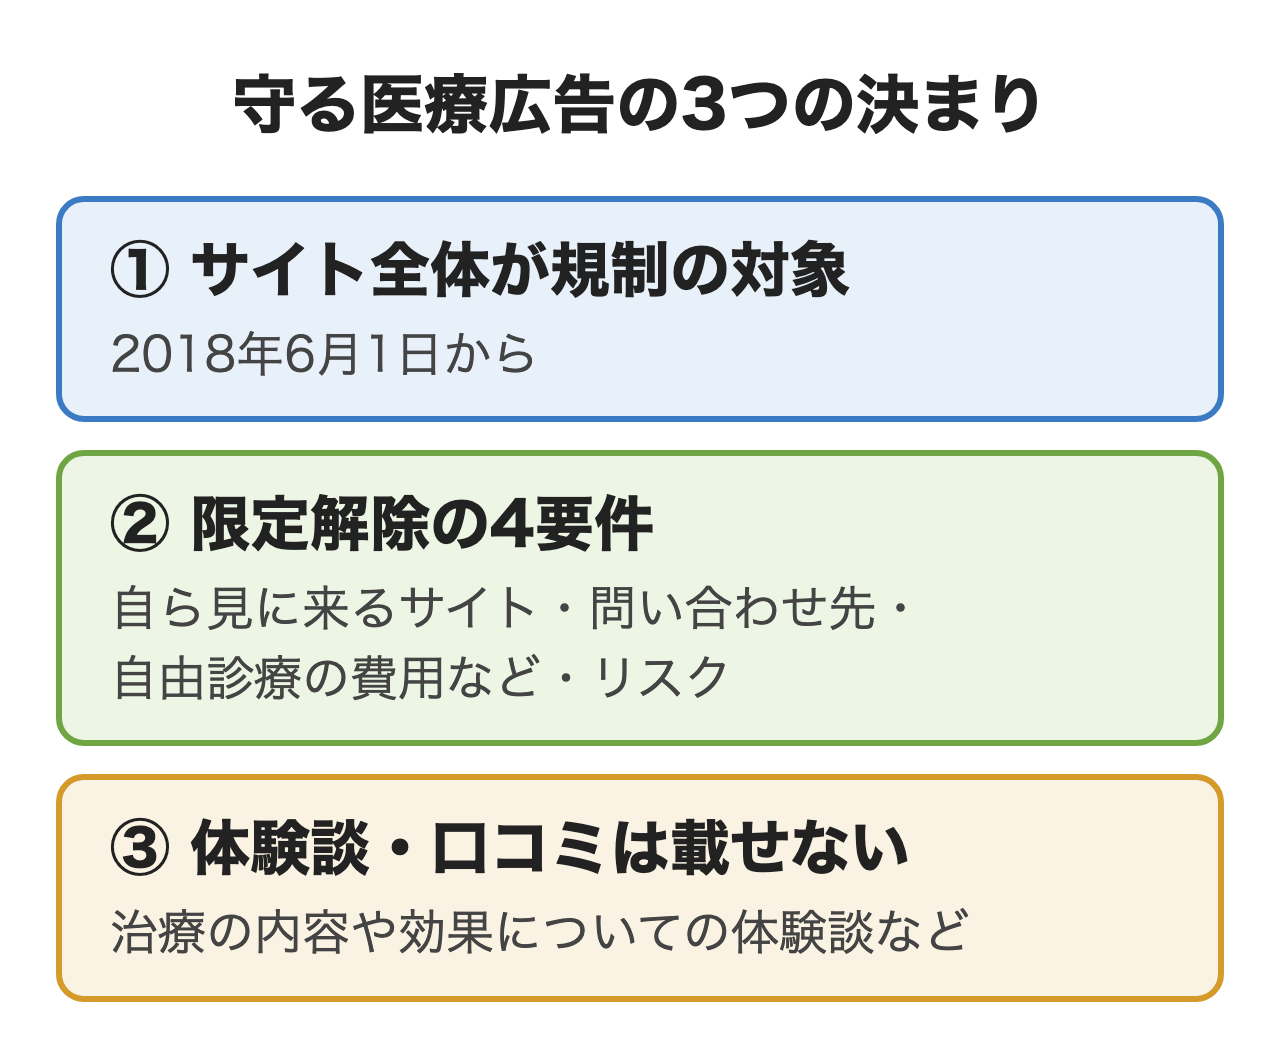 守る医療広告の3つの決まり
① サイト全体が規制の対象
2018年6月1日から
② 限定解除の4要件
自ら見に来るサイト・問い合わせ先・
自由診療の費用など・リスク
③ 体験談・口コミは載せない
治療の内容や効果についての体験談など